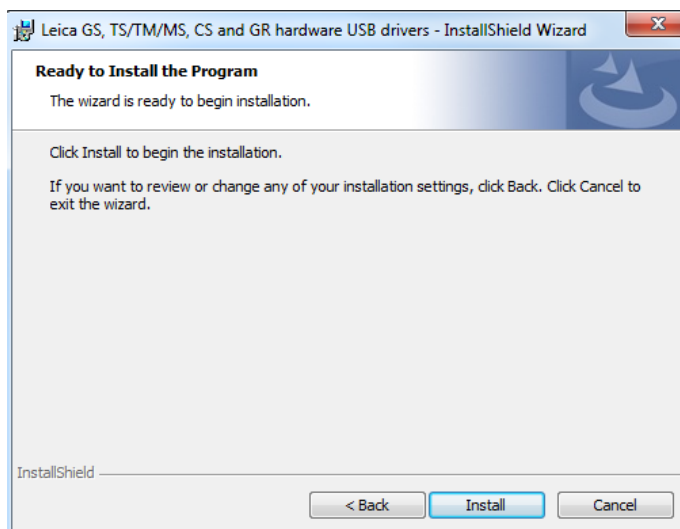 Leica GS, TS/TM/MS, CS and GR hardware USB drivers - InstallShield Wizard
Ready to Install the Program
The wizard is ready to begin installation.
Click Install to begin the installation.
If you want to review or change any of your installation settings, click Back. Click Cancel to
exit the wizard.
InstallShield
< Back
Install
Cancel